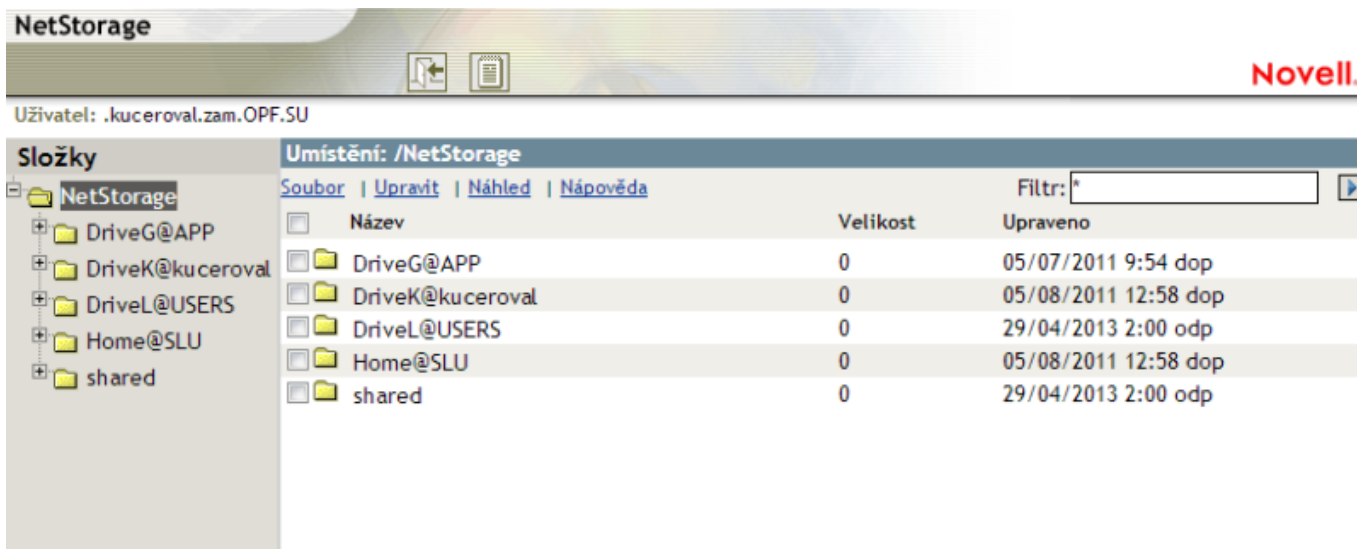 NetStorage
Novell.
Uživatel: .kuceroval.zam.OPF.SU
Složky
NetStorage
DriveG@APP
DriveK@kuceroval
DriveL@USERS
Home@SLU
shared
Umístění: /NetStorage
Soubor | Upravit | Náhled | Nápověda Filtr: *
Název Velikost Upraveno
DriveG@APP 0 05/07/2011 9:54 dop
DriveK@kuceroval 0 05/08/2011 12:58 dop
DriveL@USERS 0 29/04/2013 2:00 odp
Home@SLU 0 05/08/2011 12:58 dop
shared 0 29/04/2013 2:00 odp